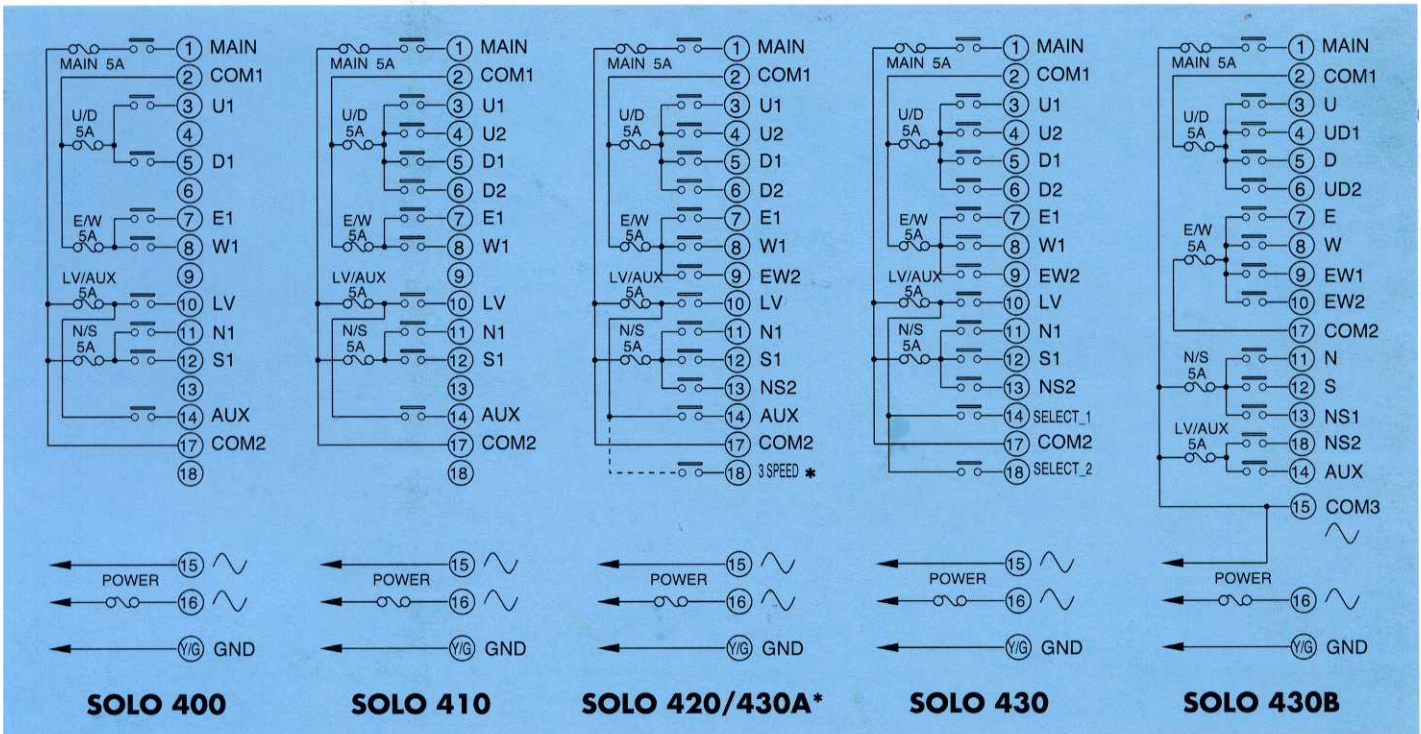 MAIN 5A
1 MAIN
2 COM1
U/D
5A
3 U1
4
5 D1
6
E/W
5A
7 E1
8 W1
9
LV/AUX
5A
10 LV
N/S
5A
11 N1
12 S1
13
14 AUX
17 COM2
18
15
POWER
16
Y/G GND
SOLO 400
MAIN 5A
1 MAIN
2 COM1
U/D
5A
3 U1
4 U2
5 D1
6 D2
E/W
5A
7 E1
8 W1
9
LV/AUX
5A
10 LV
N/S
5A
11 N1
12 S1
13
14 AUX
17 COM2
18
15
POWER
16
Y/G GND
SOLO 410
MAIN 5A
1 MAIN
2 COM1
U/D
5A
3 U1
4 U2
5 D1
6 D2
E/W
5A
7 E1
8 W1
9 EW2
LV/AUX
5A
10 LV
N/S
5A
11 N1
12 S1
13 NS2
14 AUX
17 COM2
18 3 SPEED *
15
POWER
16
Y/G GND
SOLO 420/430A*
MAIN 5A
1 MAIN
2 COM1
U/D
5A
3 U1
4 U2
5 D1
6 D2
E/W
5A
7 E1
8 W1
9 EW2
LV/AUX
5A
10 LV
N/S
5A
11 N1
12 S1
13 NS2
14 SELECT_1
17 COM2
18 SELECT_2
15
POWER
16
Y/G GND
SOLO 430
MAIN 5A
1 MAIN
2 COM1
U/D
5A
3 U
4 UD1
5 D
6 UD2
E/W
5A
7 E
8 W
9 EW1
10 EW2
17 COM2
N/S
5A
11 N
12 S
13 NS1
LV/AUX
5A
18 NS2
14 AUX
15 COM3
POWER
16
Y/G GND
SOLO 430B